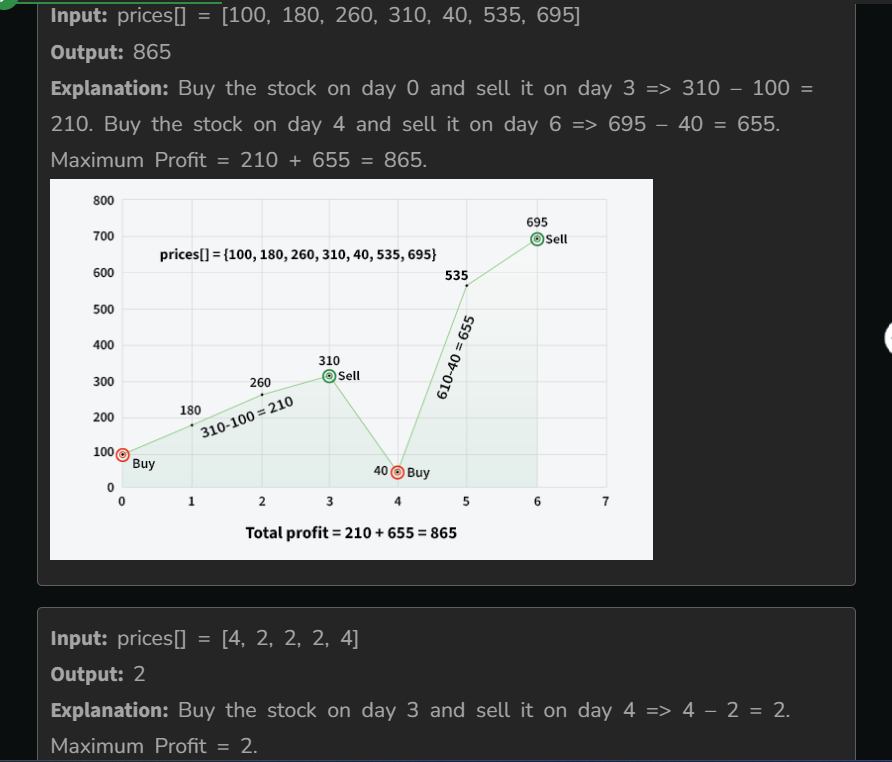 Input: prices[] = [100, 180, 260, 310, 40, 535, 695]
Output: 865
Explanation: Buy the stock on day 0 and sell it on day 3 => 310 – 100 =
210. Buy the stock on day 4 and sell it on day 6 => 695 – 40 = 655.
Maximum Profit = 210 + 655 = 865.
800
700
600
500
400
300
200
100
0
prices[] = {100, 180, 260, 310, 40, 535, 695}
695
Sell
535
610-40 = 655
310
Sell
260
180
310-100 = 210
Buy
40
Buy
0 1 2 3 4 5 6 7
Total profit = 210 + 655 = 865
Input: prices[] = [4, 2, 2, 2, 4]
Output: 2
Explanation: Buy the stock on day 3 and sell it on day 4 => 4 – 2 = 2.
Maximum Profit = 2.